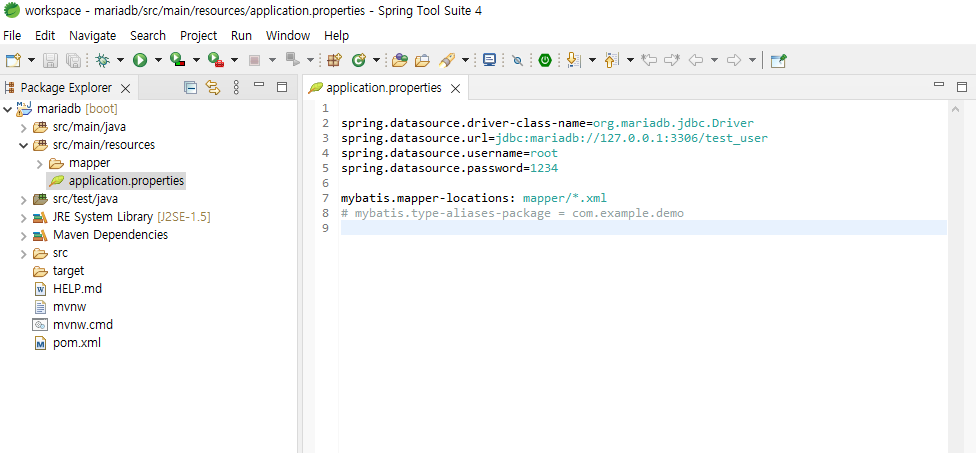 workspace - mariadb/src/main/resources/application.properties - Spring Tool Suite 4
File Edit Navigate Search Project Run Window Help
Package Explorer
mariadb [boot]
src/main/java
src/main/resources
mapper
application.properties
src/test/java
JRE System Library [J2SE-1.5]
Maven Dependencies
src
target
HELP.md
mvnw
mvnw.cmd
pom.xml
application.properties
1
2 spring.datasource.driver-class-name=org.mariadb.jdbc.Driver
3 spring.datasource.url=jdbc:mariadb://127.0.0.1:3306/test_user
4 spring.datasource.username=root
5 spring.datasource.password=1234
6
7 mybatis.mapper-locations: mapper/*.xml
8 # mybatis.type-aliases-package = com.example.demo
9